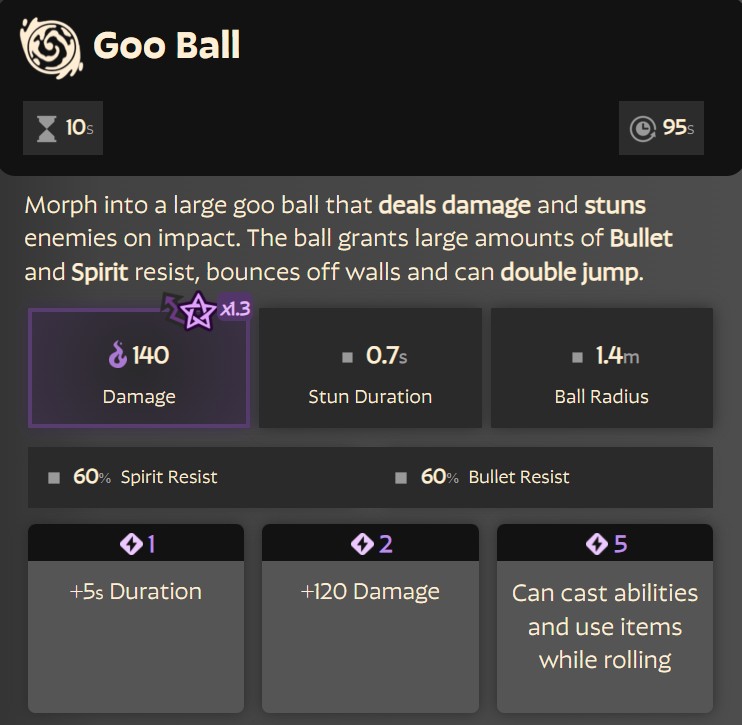 Goo Ball
10s
95s
Morph into a large goo ball that deals damage and stuns
enemies on impact. The ball grants large amounts of Bullet
and Spirit resist, bounces off walls and can double jump.
x1.3
140
0.7s
1.4m
Damage
Stun Duration
Ball Radius
60% Spirit Resist
60% Bullet Resist
1
2
5
+5s Duration
+120 Damage
Can cast abilities
and use items
while rolling